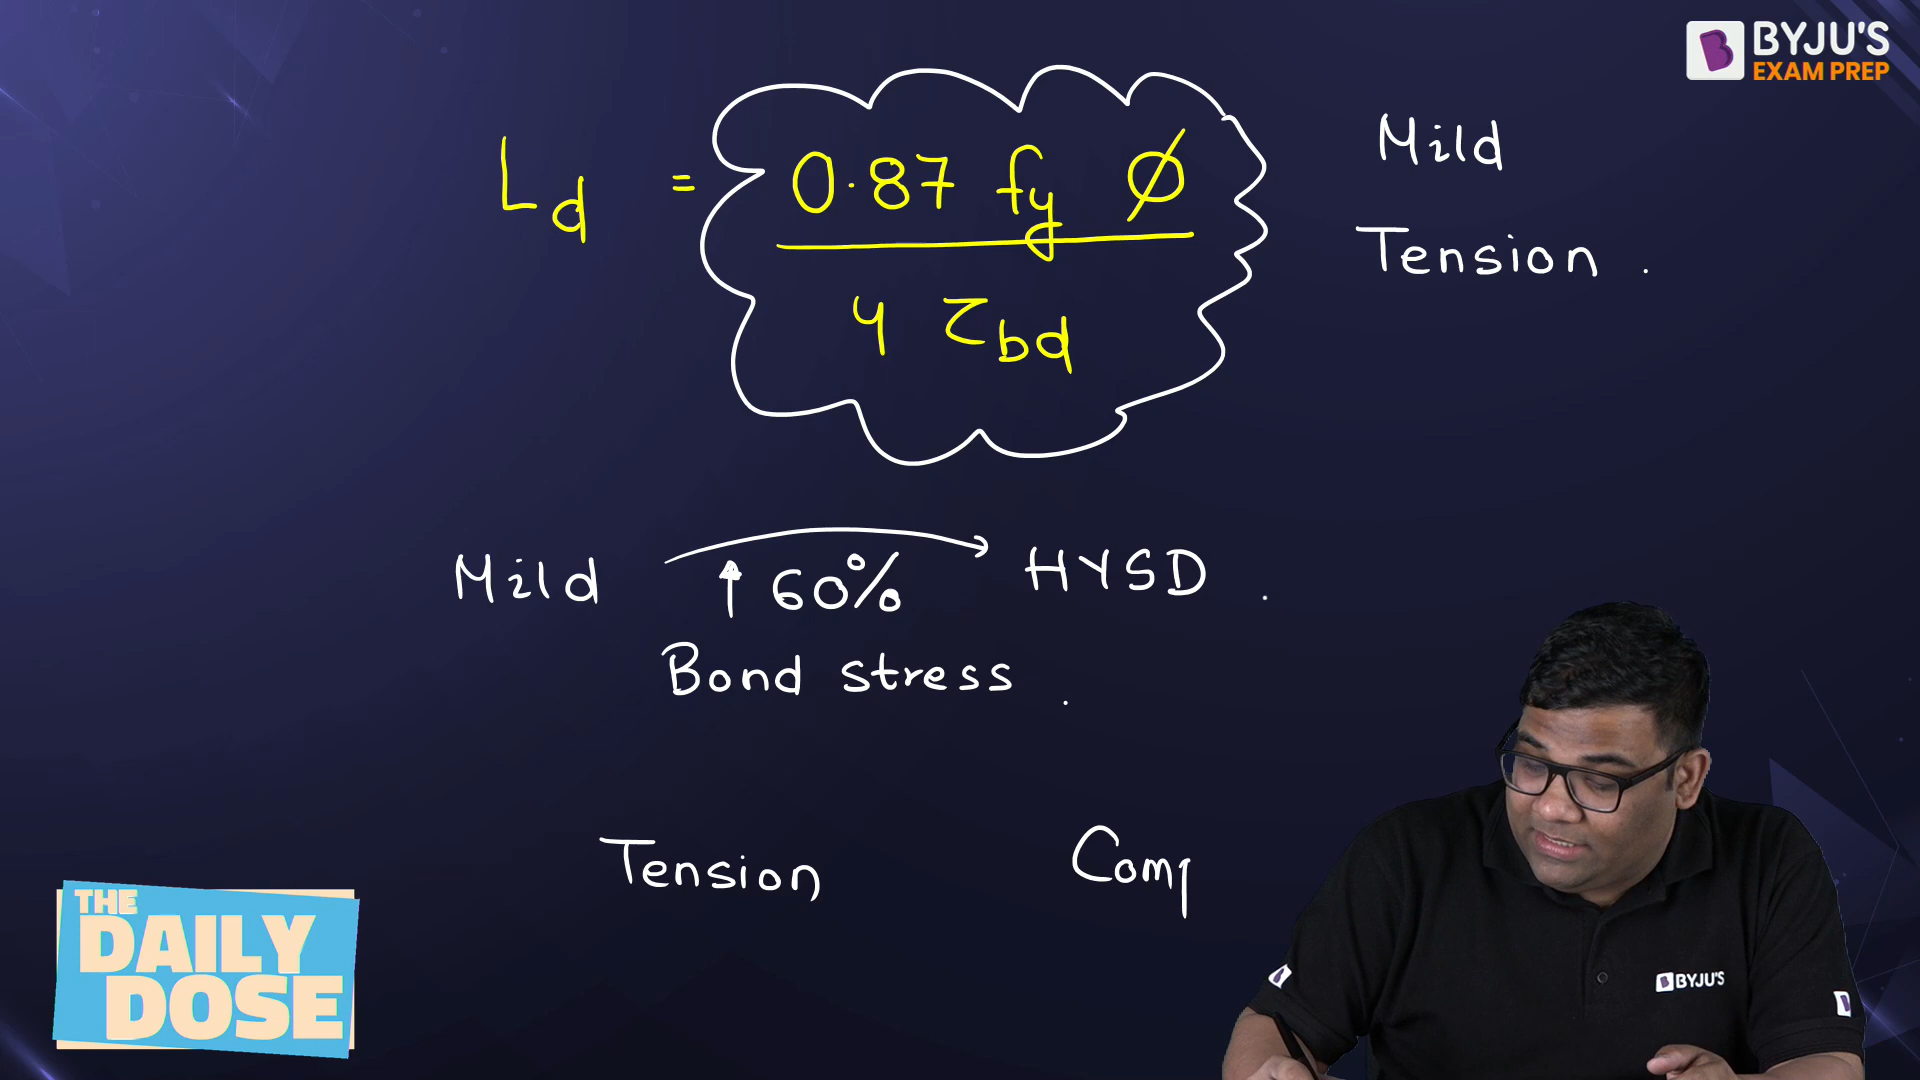 BYJU'S
EXAM PREP
Mild
Tension .
Ld = 0.87 fy Ø
4 τbd
Mild ↑ 60% → HYSD .
Bond stress .
Tension Comp
THE
DAILY
DOSE
BYJU'S